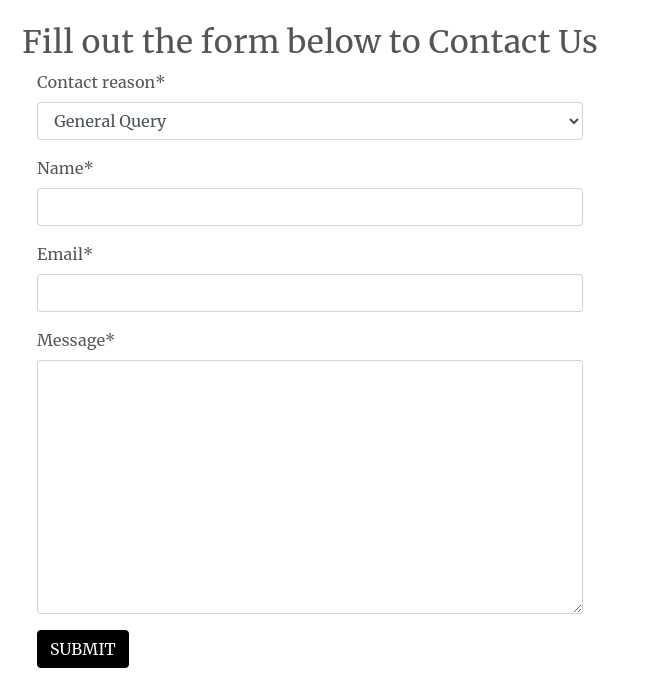 Fill out the form below to Contact Us
Contact reason*
General Query
Name*
Email*
Message*
SUBMIT